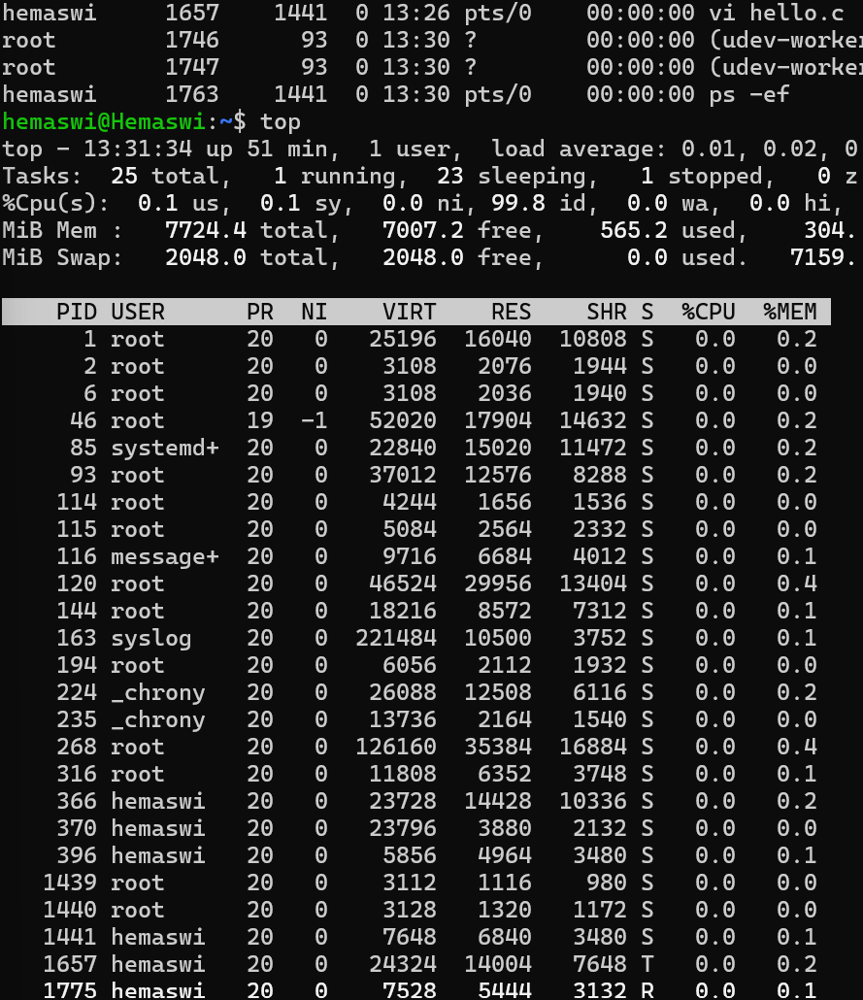 hemaswi     1657    1441  0 13:26 pts/0    00:00:00 vi hello.c
root        1746      93  0 13:30 ?        00:00:00 (udev-worker
root        1747      93  0 13:30 ?        00:00:00 (udev-worker
hemaswi     1763    1441  0 13:30 pts/0    00:00:00 ps -ef
hemaswi@Hemaswi:~$ top
top - 13:31:34 up 51 min,  1 user,  load average: 0.01, 0.02, 0
Tasks:  25 total,   1 running,  23 sleeping,   1 stopped,   0 z
%Cpu(s):  0.1 us,  0.1 sy,  0.0 ni, 99.8 id,  0.0 wa,  0.0 hi,
MiB Mem :   7724.4 total,   7007.2 free,    565.2 used,    304.
MiB Swap:   2048.0 total,   2048.0 free,      0.0 used.   7159.
    PID USER      PR  NI    VIRT    RES    SHR S  %CPU  %MEM
      1 root      20   0   25196  16040  10808 S   0.0   0.2
      2 root      20   0    3108   2076   1944 S   0.0   0.0
      6 root      20   0    3108   2036   1940 S   0.0   0.0
     46 root      19  -1   52020  17904  14632 S   0.0   0.2
     85 systemd+  20   0   22840  15020  11472 S   0.0   0.2
     93 root      20   0   37012  12576   8288 S   0.0   0.2
    114 root      20   0    4244   1656   1536 S   0.0   0.0
    115 root      20   0    5084   2564   2332 S   0.0   0.0
    116 message+  20   0    9716   6684   4012 S   0.0   0.1
    120 root      20   0   46524  29956  13404 S   0.0   0.4
    144 root      20   0   18216   8572   7312 S   0.0   0.1
    163 syslog    20   0  221484  10500   3752 S   0.0   0.1
    194 root      20   0    6056   2112   1932 S   0.0   0.0
    224 _chrony   20   0   26088  12508   6116 S   0.0   0.2
    235 _chrony   20   0   13736   2164   1540 S   0.0   0.0
    268 root      20   0  126160  35384  16884 S   0.0   0.4
    316 root      20   0   11808   6352   3748 S   0.0   0.1
    366 hemaswi   20   0   23728  14428  10336 S   0.0   0.2
    370 hemaswi   20   0   23796   3880   2132 S   0.0   0.0
    396 hemaswi   20   0    5856   4964   3480 S   0.0   0.1
   1439 root      20   0    3112   1116    980 S   0.0   0.0
   1440 root      20   0    3128   1320   1172 S   0.0   0.0
   1441 hemaswi   20   0    7648   6840   3480 S   0.0   0.1
   1657 hemaswi   20   0   24324  14004   7648 T   0.0   0.2
   1775 hemaswi   20   0    7528   5444   3132 R   0.0   0.1